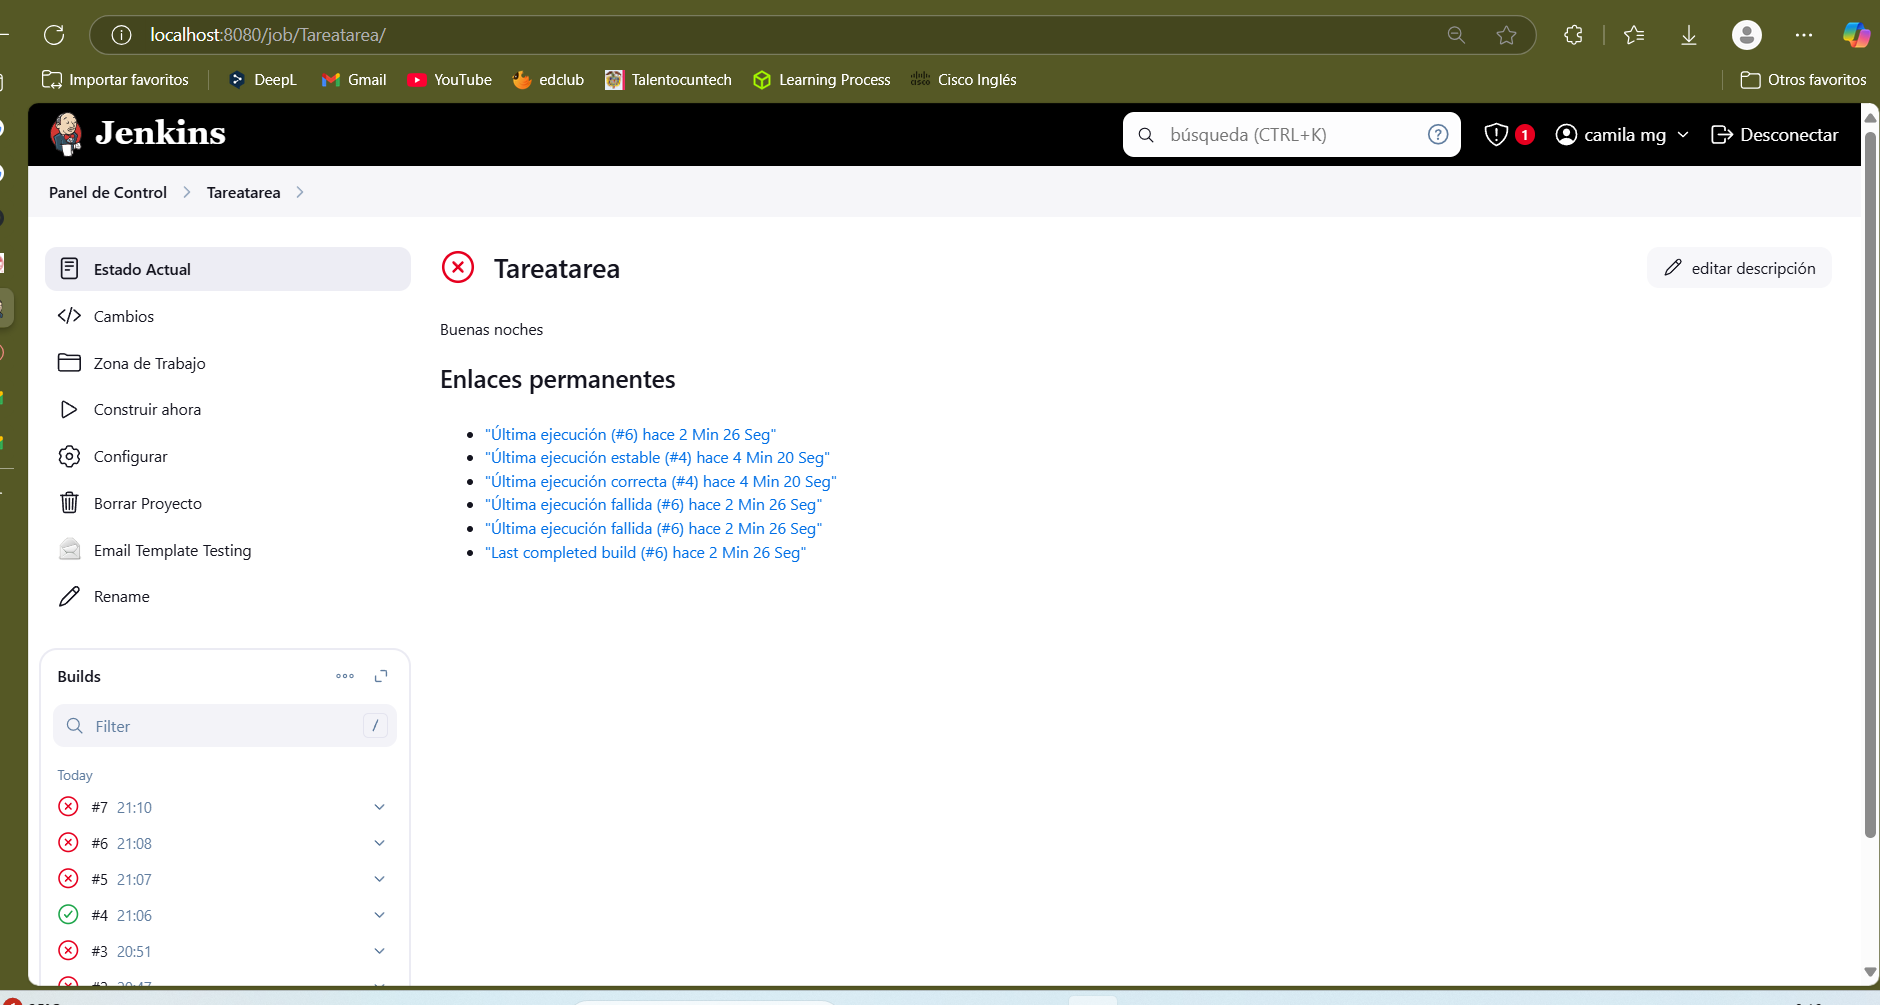 localhost:8080/job/Tareatarea/
Importar favoritos
DeepL
Gmail
YouTube
edclub
Talentocuntech
Learning Process
Cisco Inglés
Otros favoritos
Jenkins
búsqueda (CTRL+K)
1
camila mg
Desconectar
Panel de Control
Tareatarea
Estado Actual
Cambios
Zona de Trabajo
Construir ahora
Configurar
Borrar Proyecto
Email Template Testing
Rename
Tareatarea
editar descripción
Buenas noches
Enlaces permanentes
"Última ejecución (#6) hace 2 Min 26 Seg"
"Última ejecución estable (#4) hace 4 Min 20 Seg"
"Última ejecución correcta (#4) hace 4 Min 20 Seg"
"Última ejecución fallida (#6) hace 2 Min 26 Seg"
"Última ejecución fallida (#6) hace 2 Min 26 Seg"
"Last completed build (#6) hace 2 Min 26 Seg"
Builds
Filter
/
Today
#7 21:10
#6 21:08
#5 21:07
#4 21:06
#3 20:51